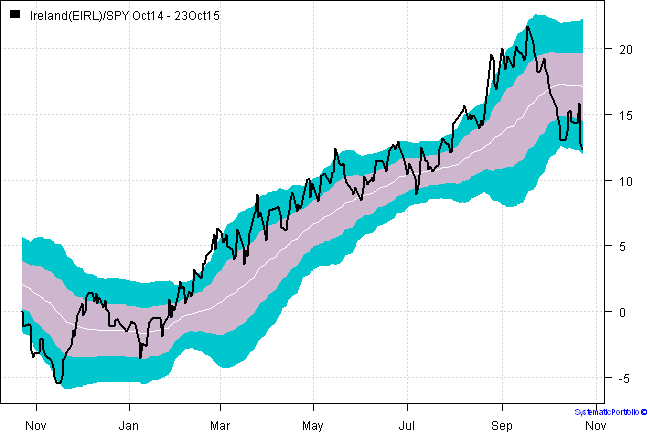 Ireland(EIRL)/SPY Oct14 - 23Oct15
20
15
10
5
0
-5
Nov Jan Mar May Jul Sep Nov
SystematicPortfolio ©